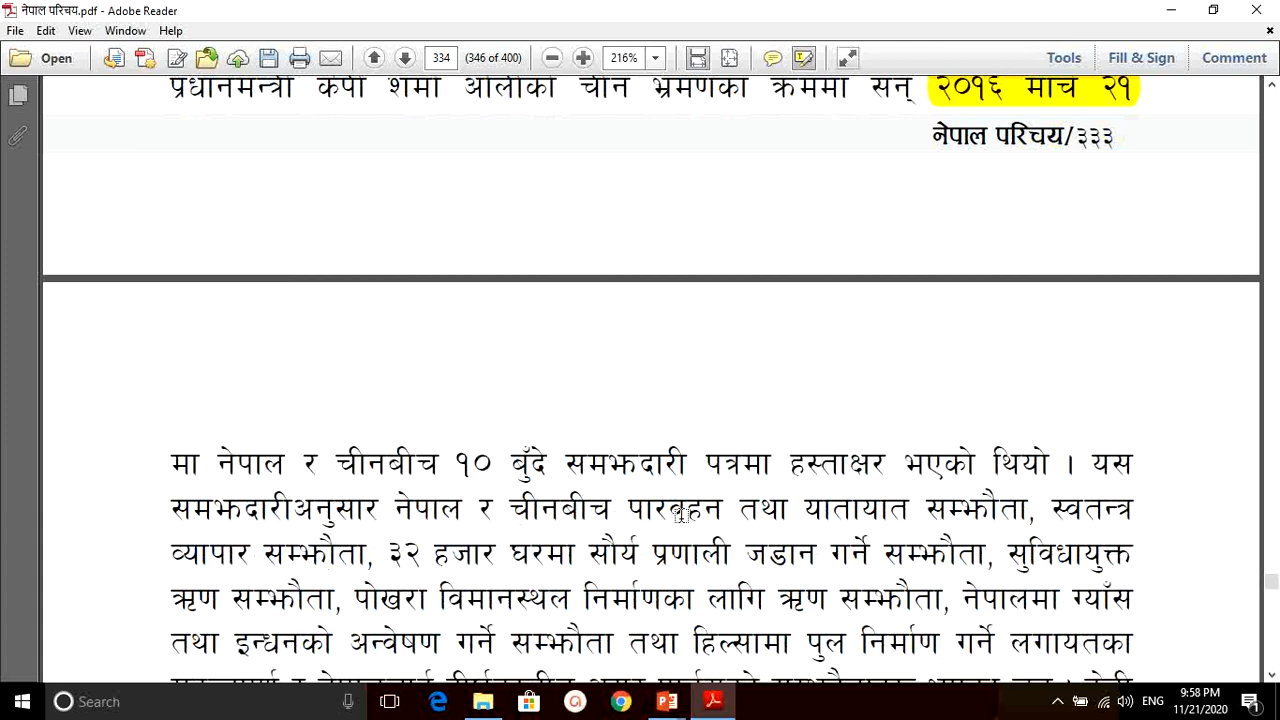 नेपाल परिचय.pdf - Adobe Reader
File Edit View Window Help
Open 334 (346 of 400) 216% Tools Fill & Sign Comment
प्रधानमन्त्री केपी शर्मा ओलीको चीन भ्रमणका क्रममा सन् २०१६ मार्च २१
नेपाल परिचय/३३३
मा नेपाल र चीनबीच १० बुँदे समझदारी पत्रमा हस्ताक्षर भएको थियो । यस
समझदारीअनुसार नेपाल र चीनबीच पारवहन तथा यातायात सम्झौता, स्वतन्त्र
व्यापार सम्झौता, ३२ हजार घरमा सौर्य प्रणाली जडान गर्ने सम्झौता, सुविधायुक्त
ऋण सम्झौता, पोखरा विमानस्थल निर्माणका लागि ऋण सम्झौता, नेपालमा ग्याँस
तथा इन्धनको अन्वेषण गर्ने सम्झौता तथा हिल्सामा पुल निर्माण गर्ने लगायतका
Search
ENG
9:58 PM
11/21/2020